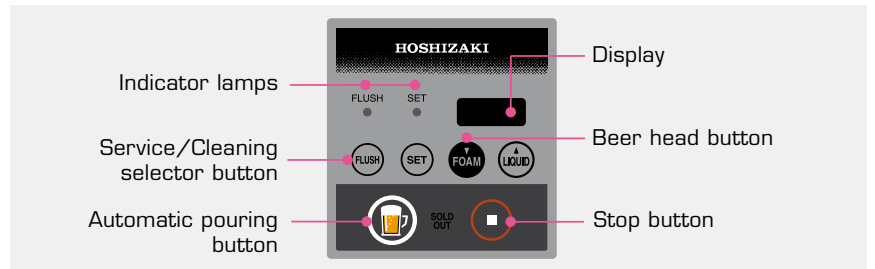 HOSHIZAKI
Display
Indicator lamps
FLUSH SET
Beer head button
Service/Cleaning
selector button
FLUSH SET FOAM LIQUID
Automatic pouring
button
SOLD
OUT
Stop button